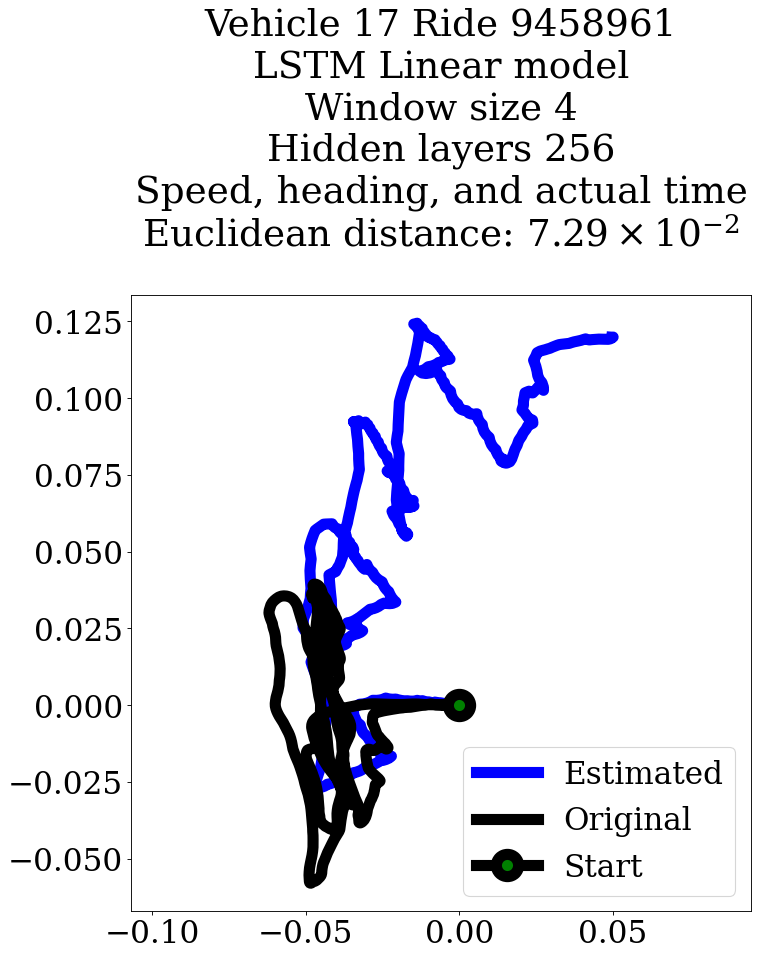 Vehicle 17 Ride 9458961
LSTM Linear model
Window size 4
Hidden layers 256
Speed, heading, and actual time
Euclidean distance: 7.29 × 10⁻²
0.125
0.100
0.075
0.050
0.025
0.000
−0.025
−0.050
−0.10 −0.05 0.00 0.05
Estimated
Original
Start